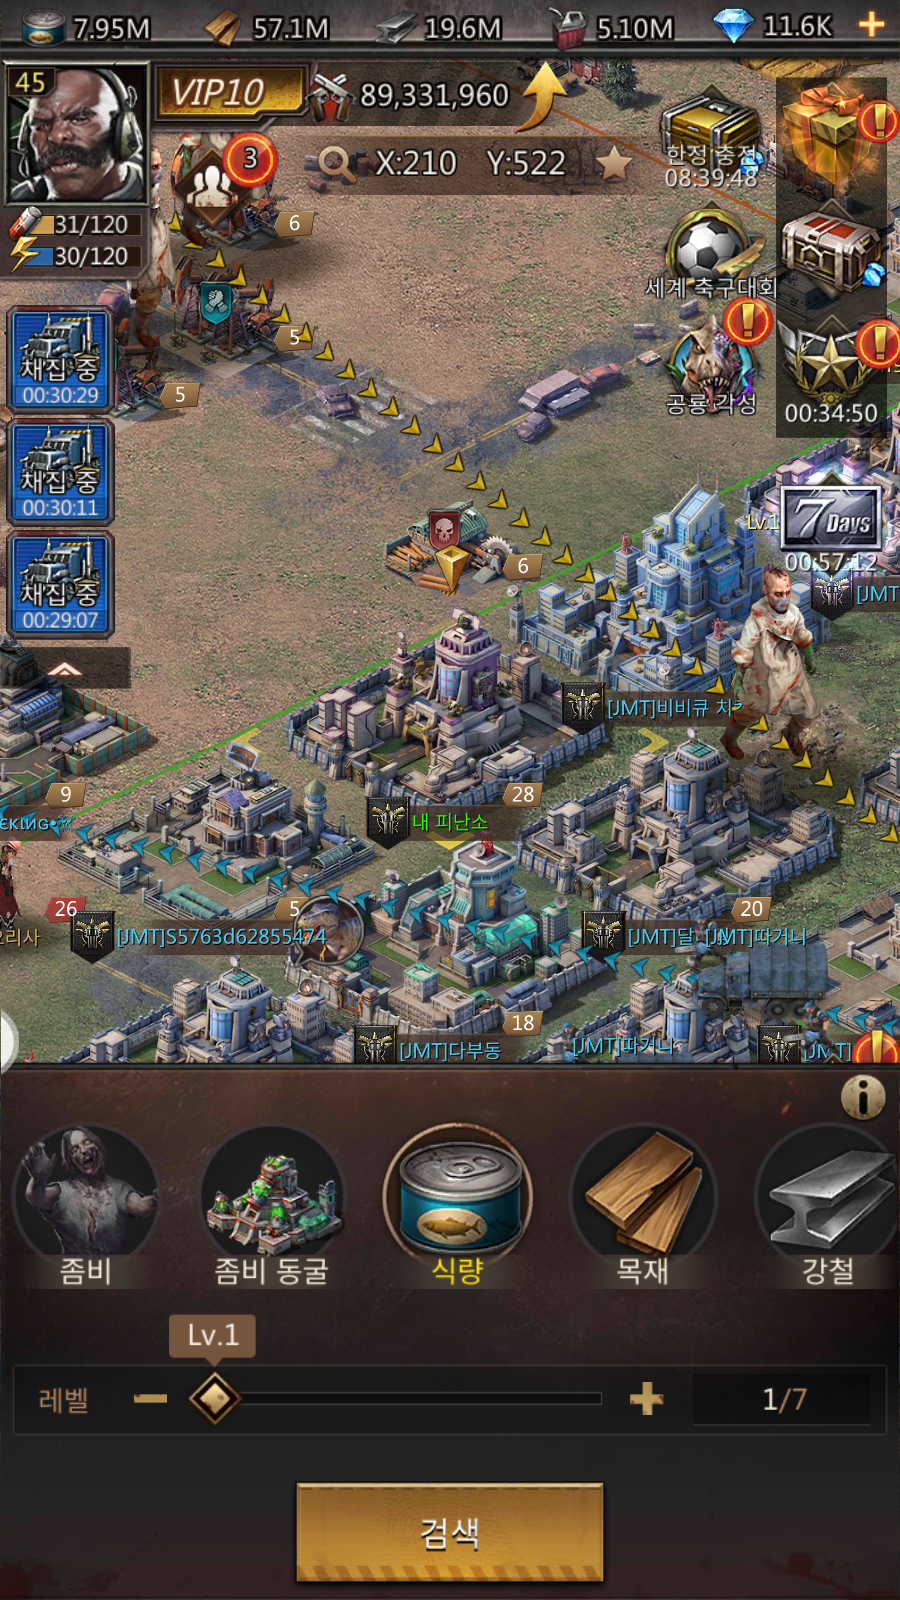 7.95M 57.1M 19.6M 5.10M 11.6K
45
VIP10 89,331,960
X:210 Y:522
3
한정 충전
08:39:48
31/120
30/120
6
세계 축구대회
5
채집 중
00:30:29
5
공룡 각성
00:34:50
채집 중
00:30:11
7 Days
Lv.1
00:57:12
6
채집 중
00:29:07
[JMT
[JMT]비비큐 치
9
28
내 피난소
26
5
20
리사
[JMT]S5763d62855474
[JMT]달
[JMT]따거니
18
[JMT]다부동
[JMT]따거니
좀비
좀비 동굴
식량
목재
강철
Lv.1
레벨
1/7
검색